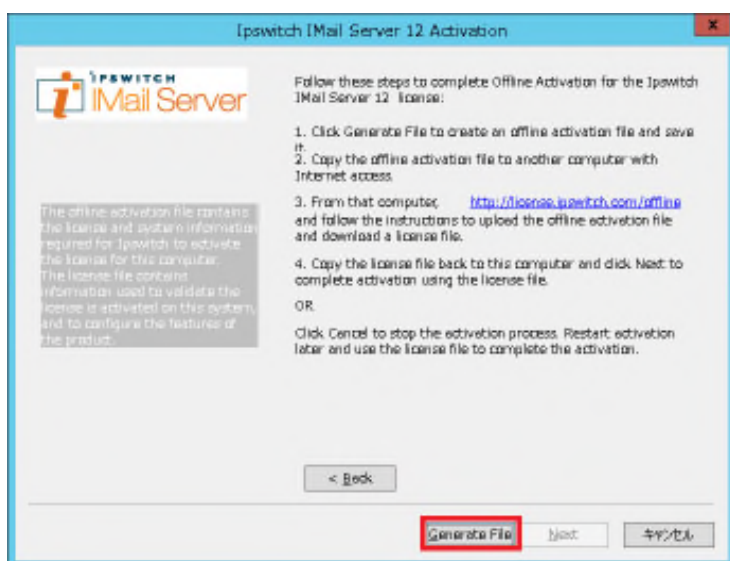 Ipswitch IMail Server 12 Activation
x
IPSWITCH
IMail Server
Follow these steps to complete Offline Activation for the Ipswitch
IMail Server 12 license:
1. Click Generate File to create an offline activation file and save
it.
2. Copy the offline activation file to another computer with
Internet access.
3. From that computer, http://license.ipswitch.com/offline
and follow the instructions to upload the offline activation file
and download a license file.
4. Copy the license file back to this computer and click Next to
complete activation using the license file.
OR
Click Cancel to stop the activation process. Restart activation
later and use the license file to complete the activation.
The offline activation file contains
the license and system information
required for Ipswitch to activate
the license for this computer.
The license file contains
information used to validate the
license is activated on this system,
and to configure the features of
the product.
< Back
Generate File
Next
キャンセル